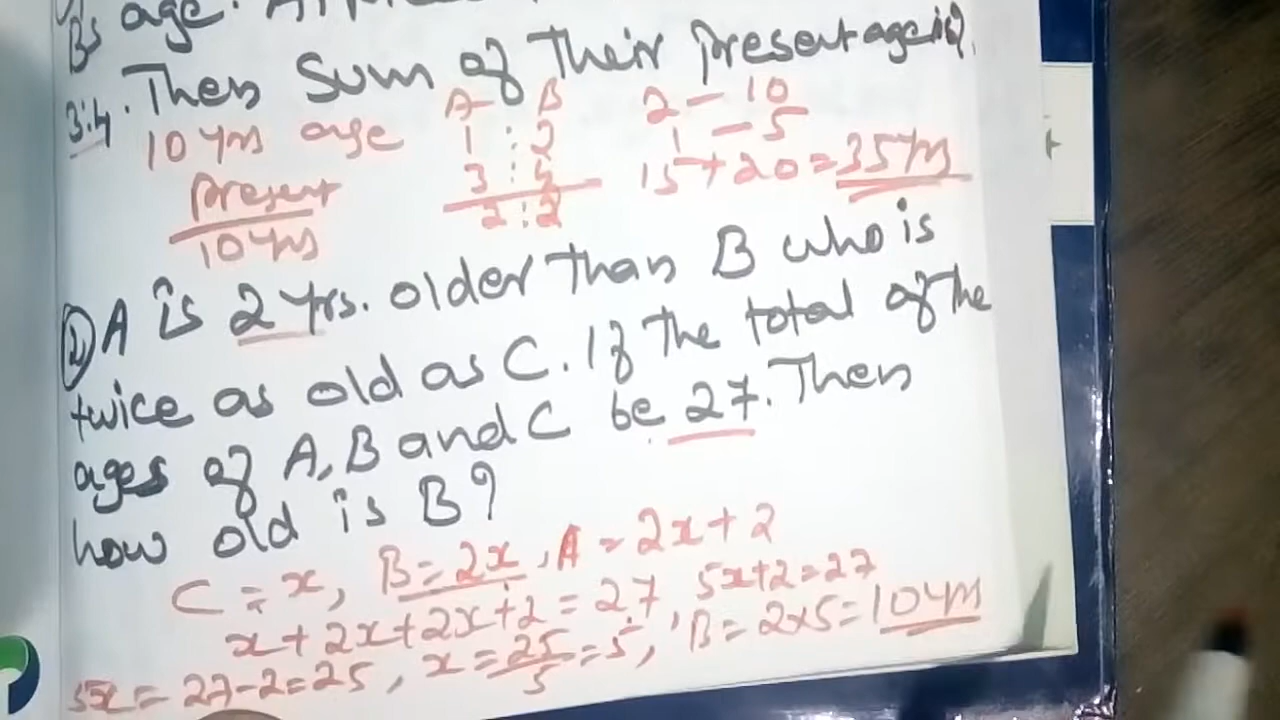 B's age.
3:4. Then Sum of Their Present age is?
10 yrs age A B 2 - 10
1 : 2 1 - 5
Present 3 : 4 15 + 20 = 35 yrs
10 yrs 2 : 2
2) A is 2 yrs. older than B who is
twice as old as C. If The total of the
ages of A, B and C be 27. Then
how old is B?
C = x, B = 2x, A = 2x + 2
x + 2x + 2x + 2 = 27, 5x + 2 = 27
5x = 27 - 2 = 25, x = 25/5 = 5, B = 2 x 5 = 10 yrs